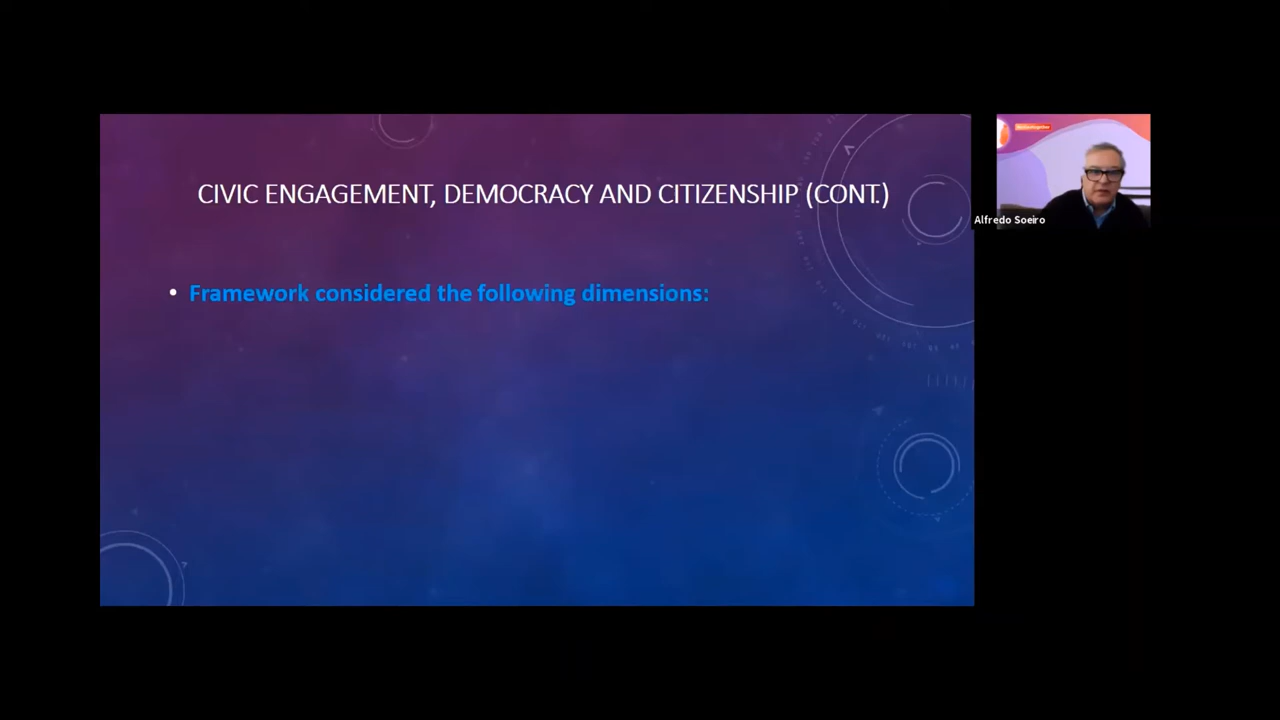 CIVIC ENGAGEMENT, DEMOCRACY AND CITIZENSHIP (CONT.)
• Framework considered the following dimensions:
Alfredo Soeiro